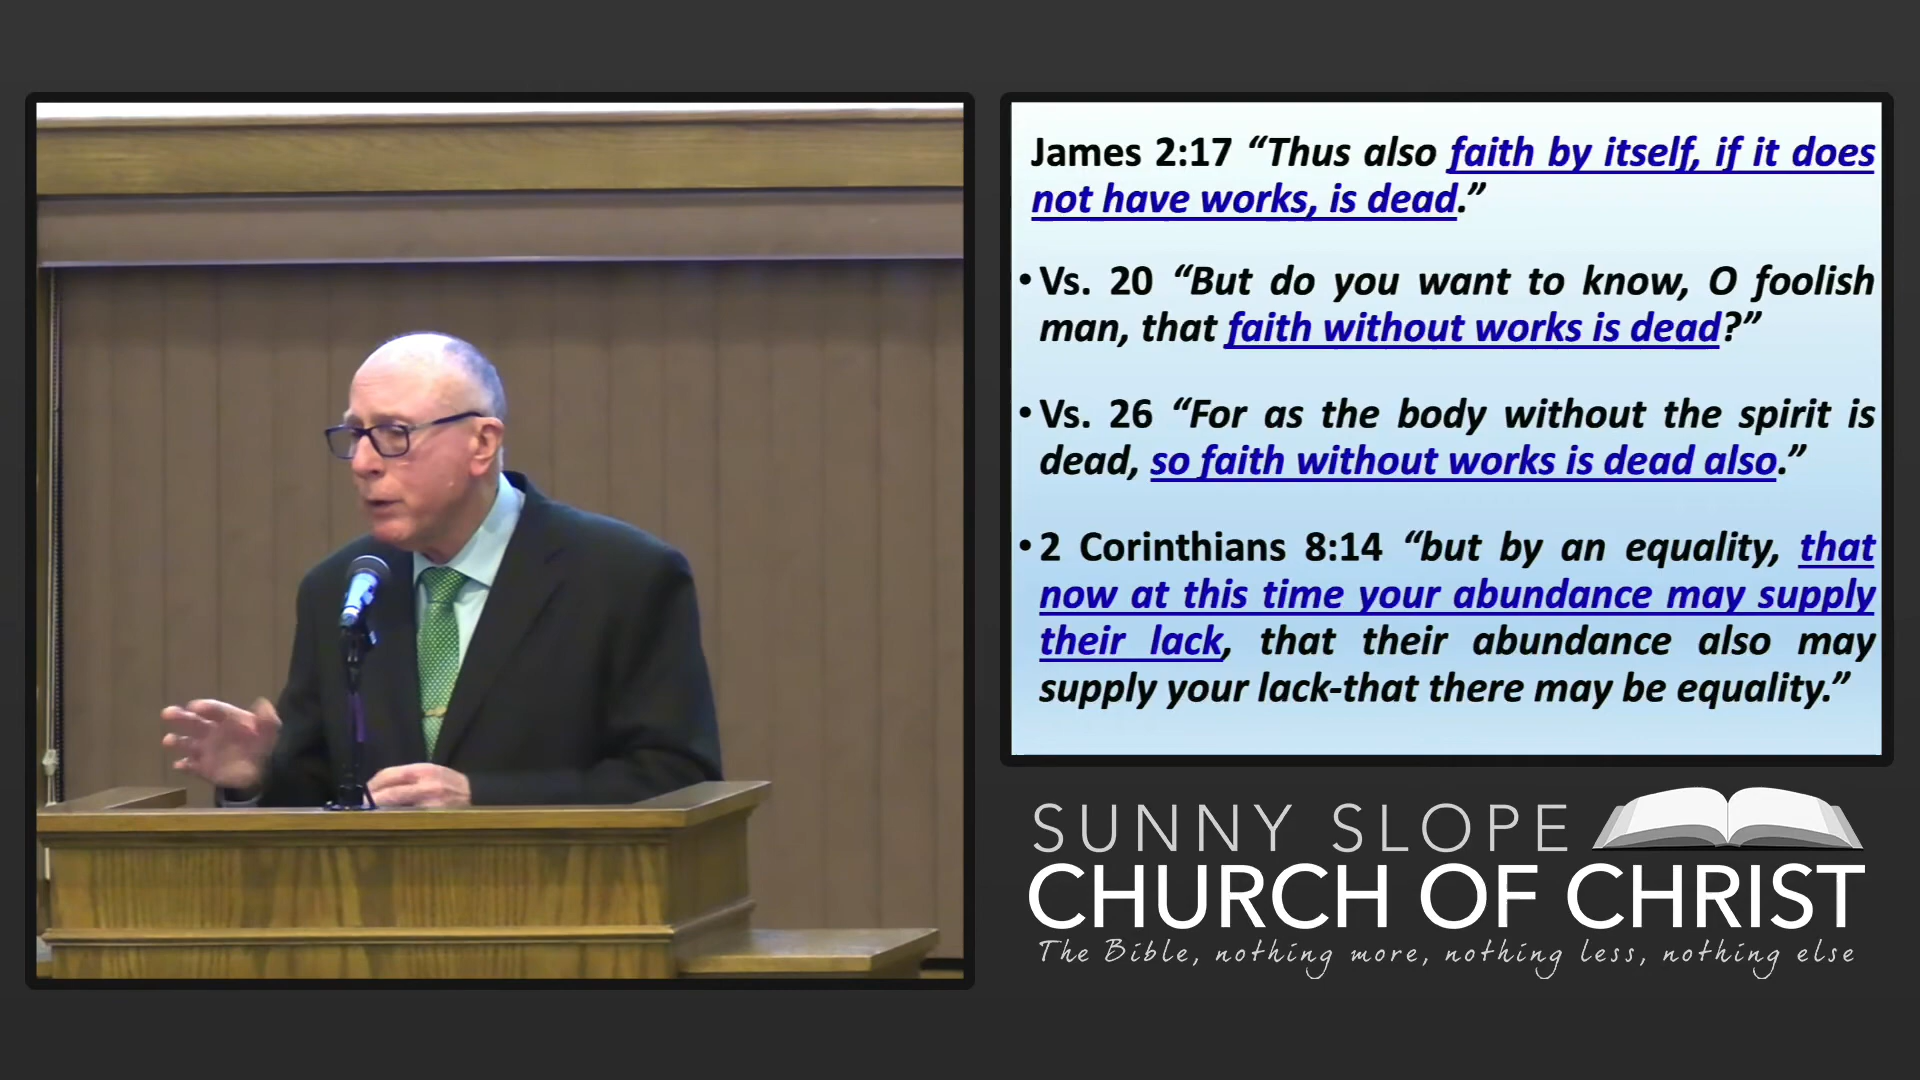 James 2:17 “Thus also faith by itself, if it does
not have works, is dead.”
• Vs. 20 “But do you want to know, O foolish
man, that faith without works is dead?”
• Vs. 26 “For as the body without the spirit is
dead, so faith without works is dead also.”
• 2 Corinthians 8:14 “but by an equality, that
now at this time your abundance may supply
their lack, that their abundance also may
supply your lack-that there may be equality.”
SUNNY SLOPE
CHURCH OF CHRIST
The Bible, nothing more, nothing less, nothing else